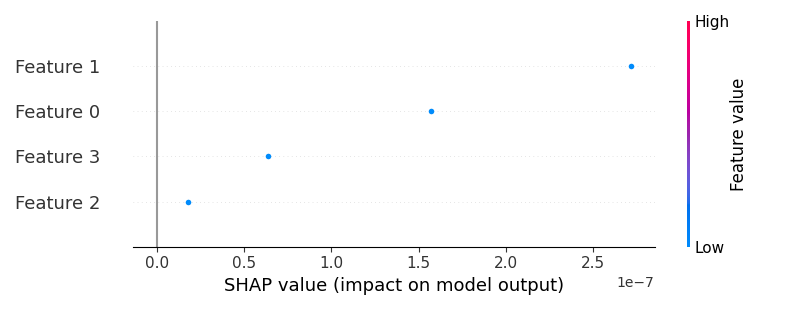 High
Feature 1
Feature 0
Feature 3
Feature 2
Feature value
Low
0.0 0.5 1.0 1.5 2.0 2.5
1e−7
SHAP value (impact on model output)